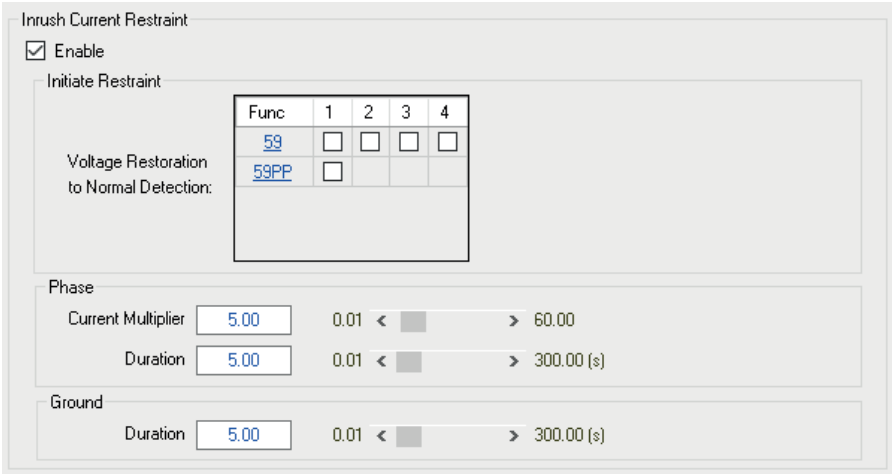 Inrush Current Restraint
Enable
Initiate Restraint
Func 1 2 3 4
59
Voltage Restoration
59PP
to Normal Detection:
Phase
Current Multiplier 5.00 0.01 < > 60.00
Duration 5.00 0.01 < > 300.00 (s)
Ground
Duration 5.00 0.01 < > 300.00 (s)